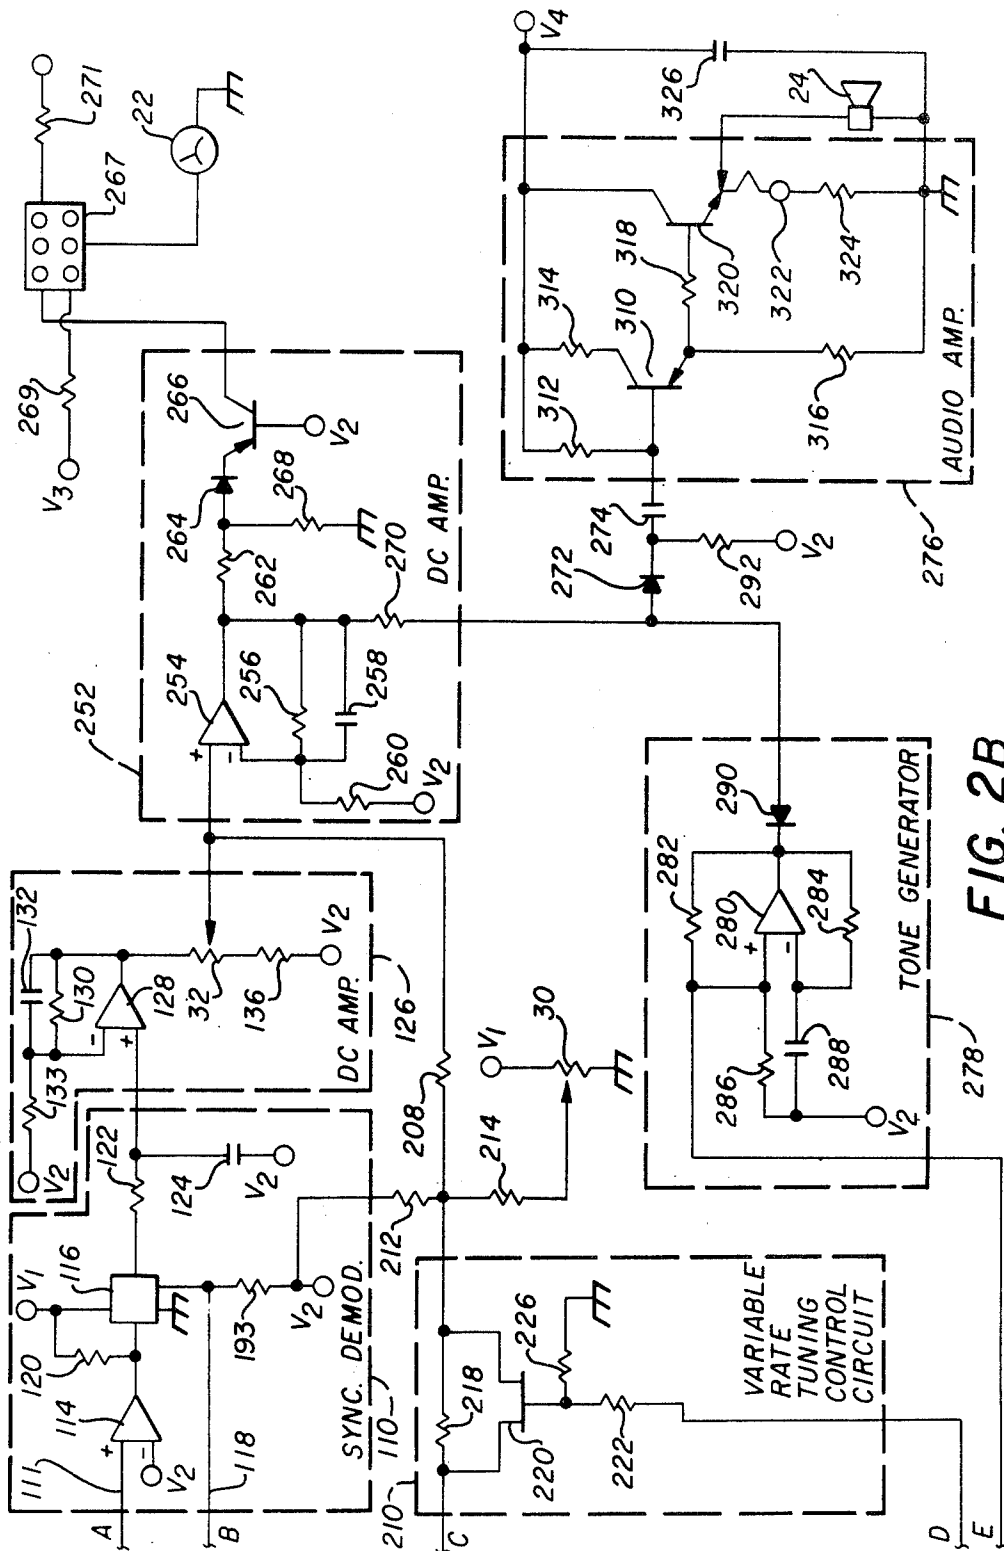 271
22
267
269
V3
V4
326
24
318
320
322
324
310
314
312
316
AUDIO AMP.
276
274
272
292
V2
266
V2
264
268
262
270
DC AMP.
252
254
+
-
256
258
260
V2
132
130
133
128
-
+
32
136
V2
V2
DC AMP.
126
208
V1
30
214
212
122
124
V2
116
V1
120
114
+
-
V2
111
A
B
118
193
V2
SYNC. DEMOD.
110
210
C
218
220
222
226
VARIABLE
RATE
TUNING
CONTROL
CIRCUIT
D
E
282
280
+
-
284
286
288
290
V2
TONE GENERATOR
278
FIG. 2B